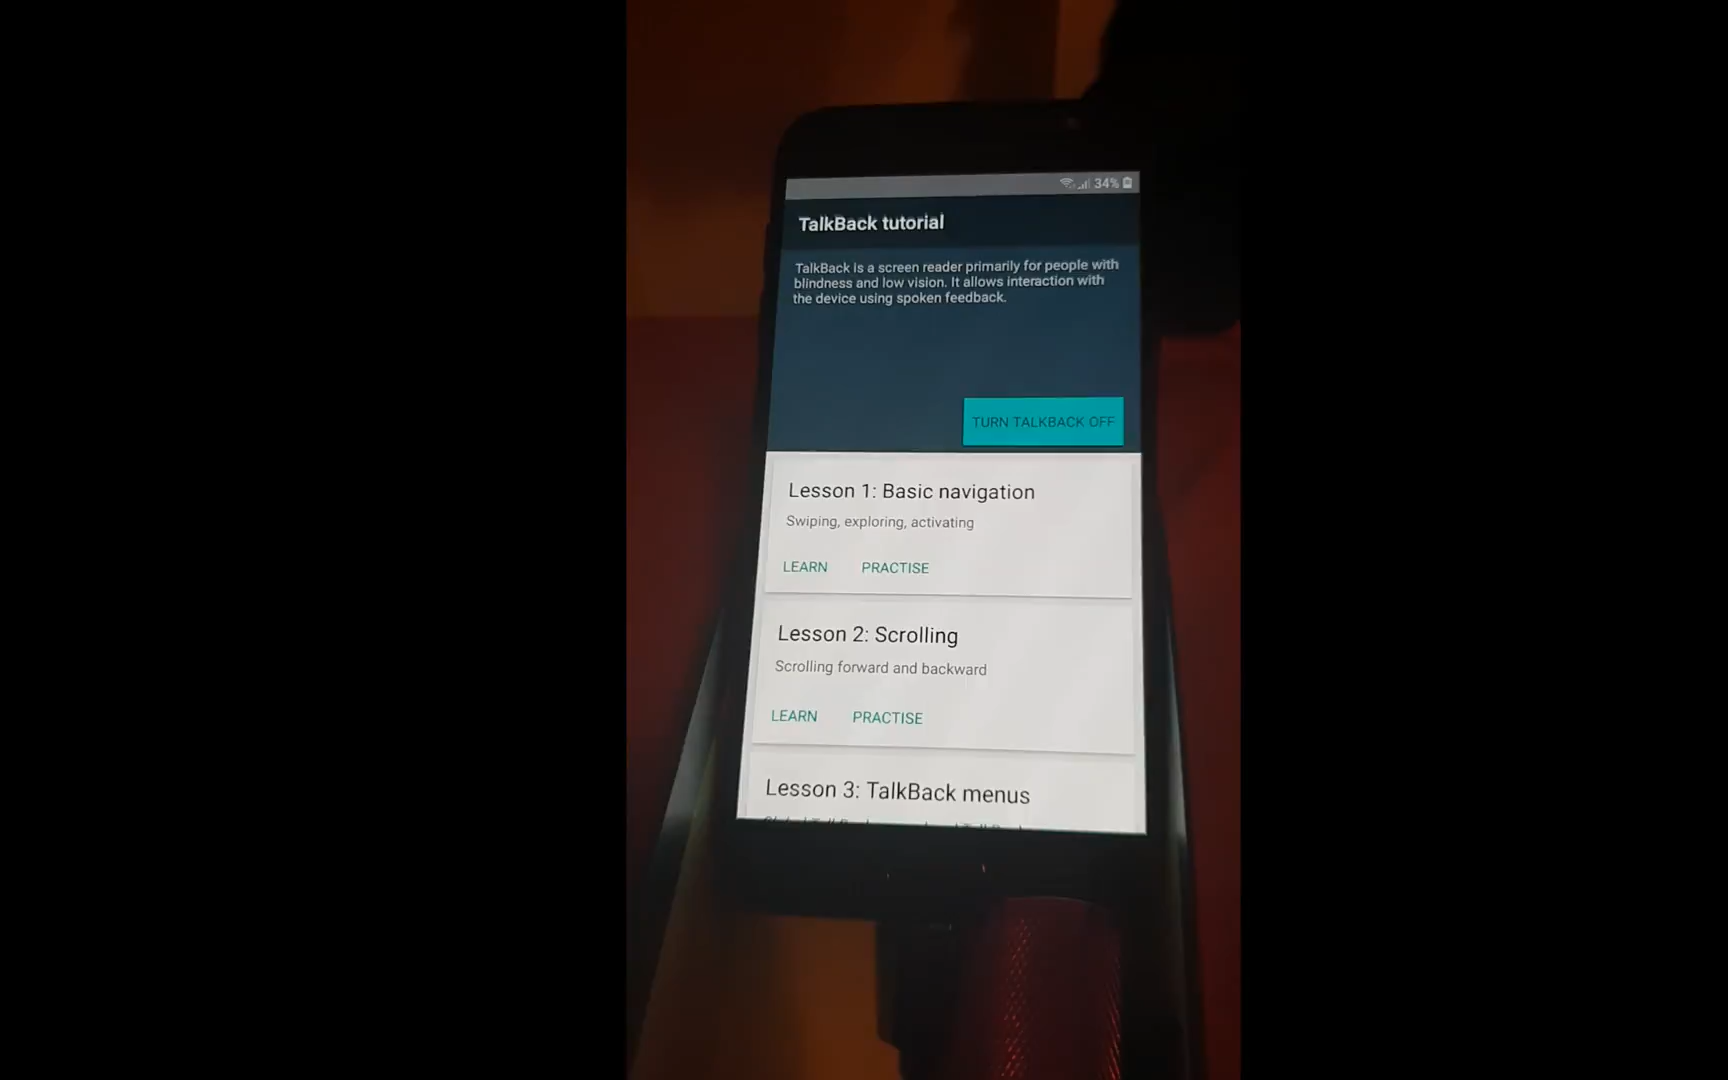 34%
TalkBack tutorial
TalkBack is a screen reader primarily for people with
blindness and low vision. It allows interaction with
the device using spoken feedback.
TURN TALKBACK OFF
Lesson 1: Basic navigation
Swiping, exploring, activating
LEARN PRACTISE
Lesson 2: Scrolling
Scrolling forward and backward
LEARN PRACTISE
Lesson 3: TalkBack menus